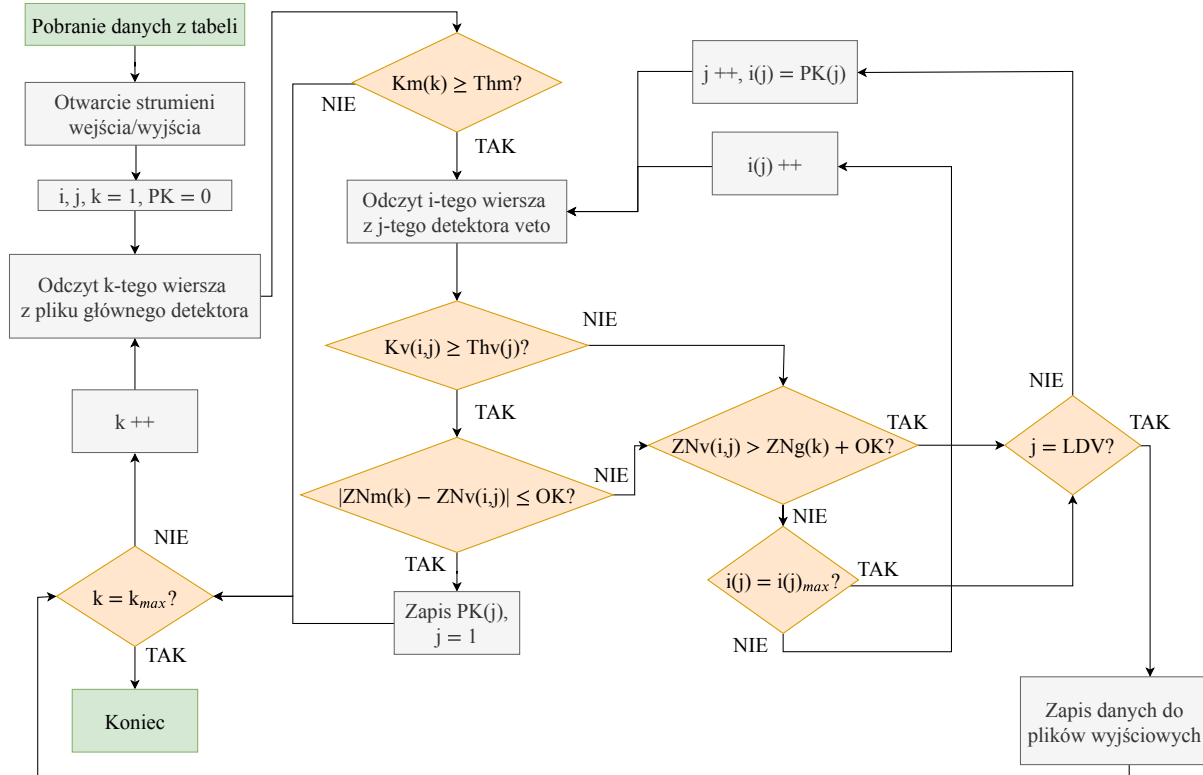 Pobranie danych z tabeli
Otwarcie strumieni
wejścia/wyjścia
i, j, k = 1, PK = 0
Odczyt k-tego wiersza
z pliku głównego detektora
k ++
NIE
k = kmax?
TAK
Koniec
Km(k) ≥ Thm?
NIE
TAK
Odczyt i-tego wiersza
z j-tego detektora veto
Kv(i,j) ≥ Thv(j)?
NIE
TAK
|ZNm(k) − ZNv(i,j)| ≤ OK?
NIE
TAK
Zapis PK(j),
j = 1
j ++, i(j) = PK(j)
i(j) ++
ZNv(i,j) > ZNg(k) + OK?
TAK
NIE
i(j) = i(j)max?
TAK
NIE
NIE
j = LDV?
TAK
Zapis danych do
plików wyjściowych